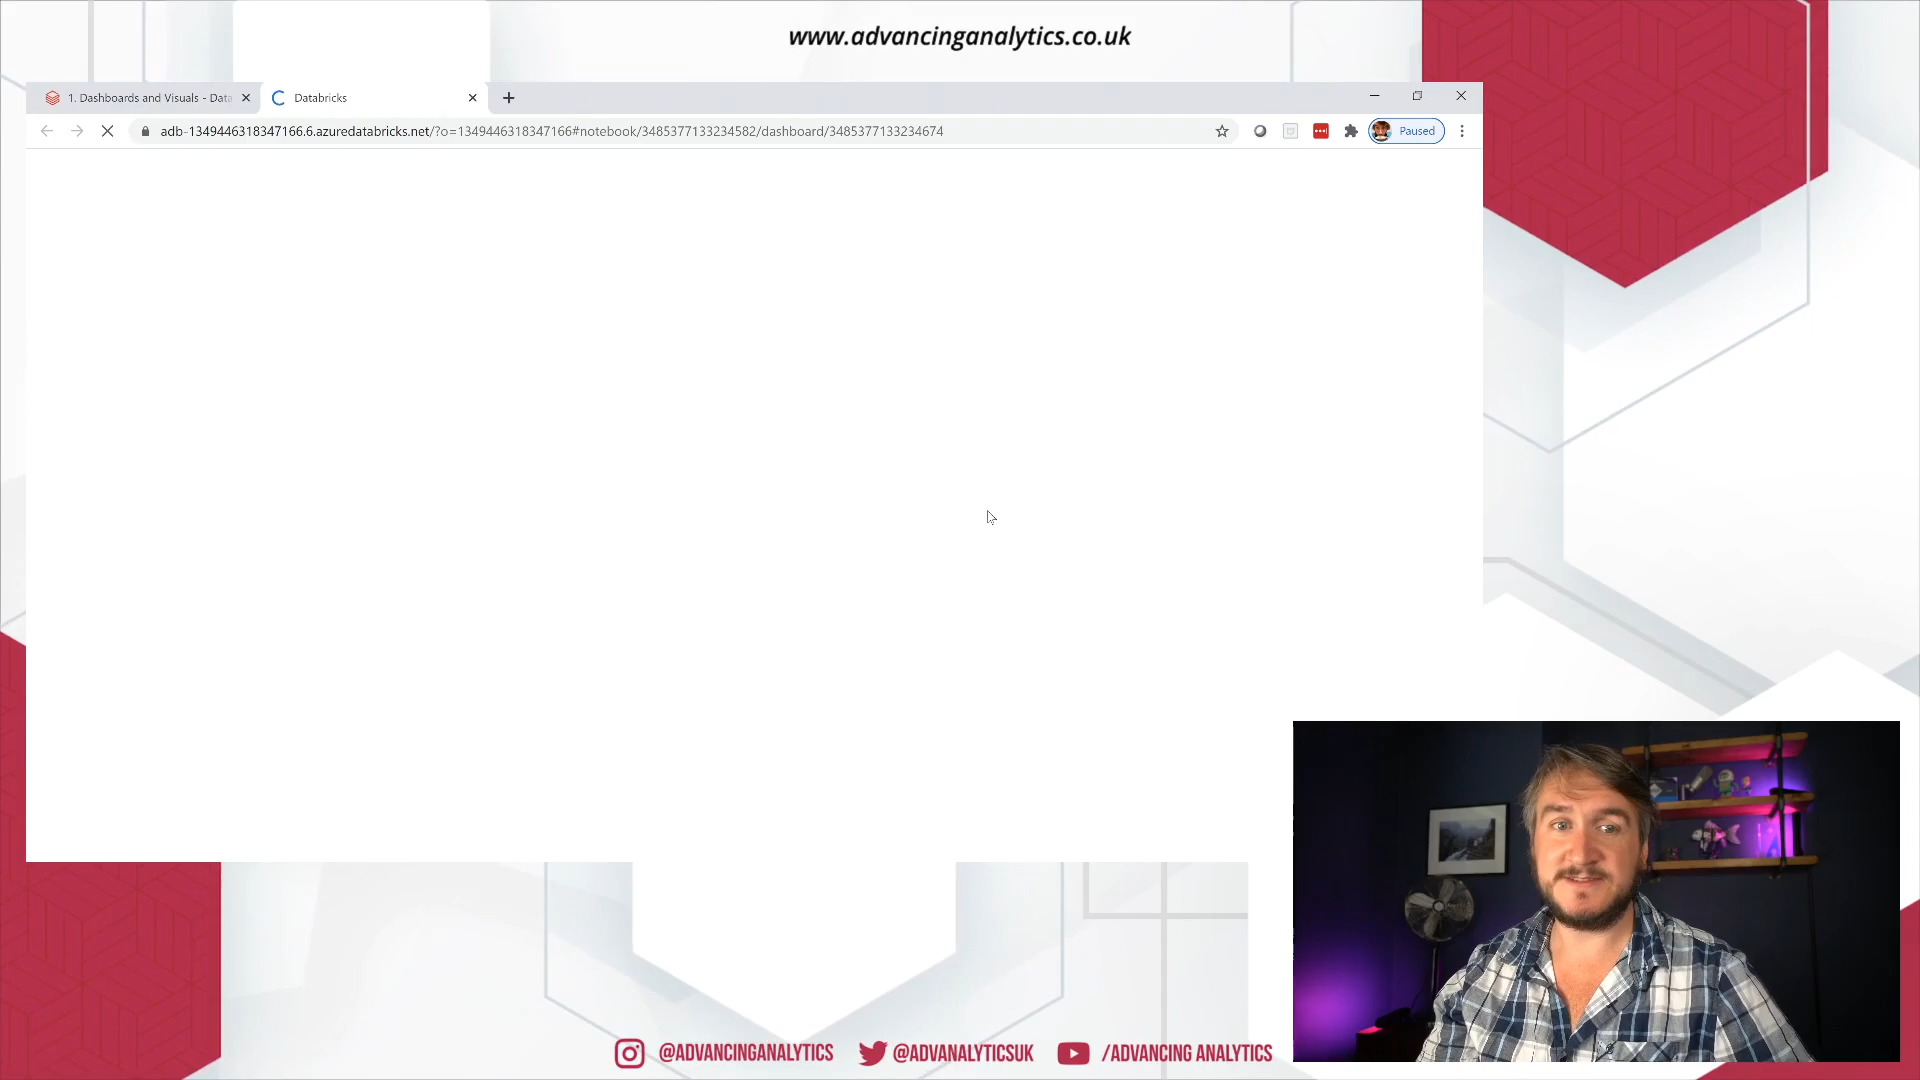 www.advancinganalytics.co.uk
1. Dashboards and Visuals - Data
Databricks
adb-1349446318347166.6.azuredatabricks.net/?o=1349446318347166#notebook/3485377133234582/dashboard/3485377133234674
Paused
@ADVANCINGANALYTICS
@ADVANALYTICSUK
/ADVANCING ANALYTICS